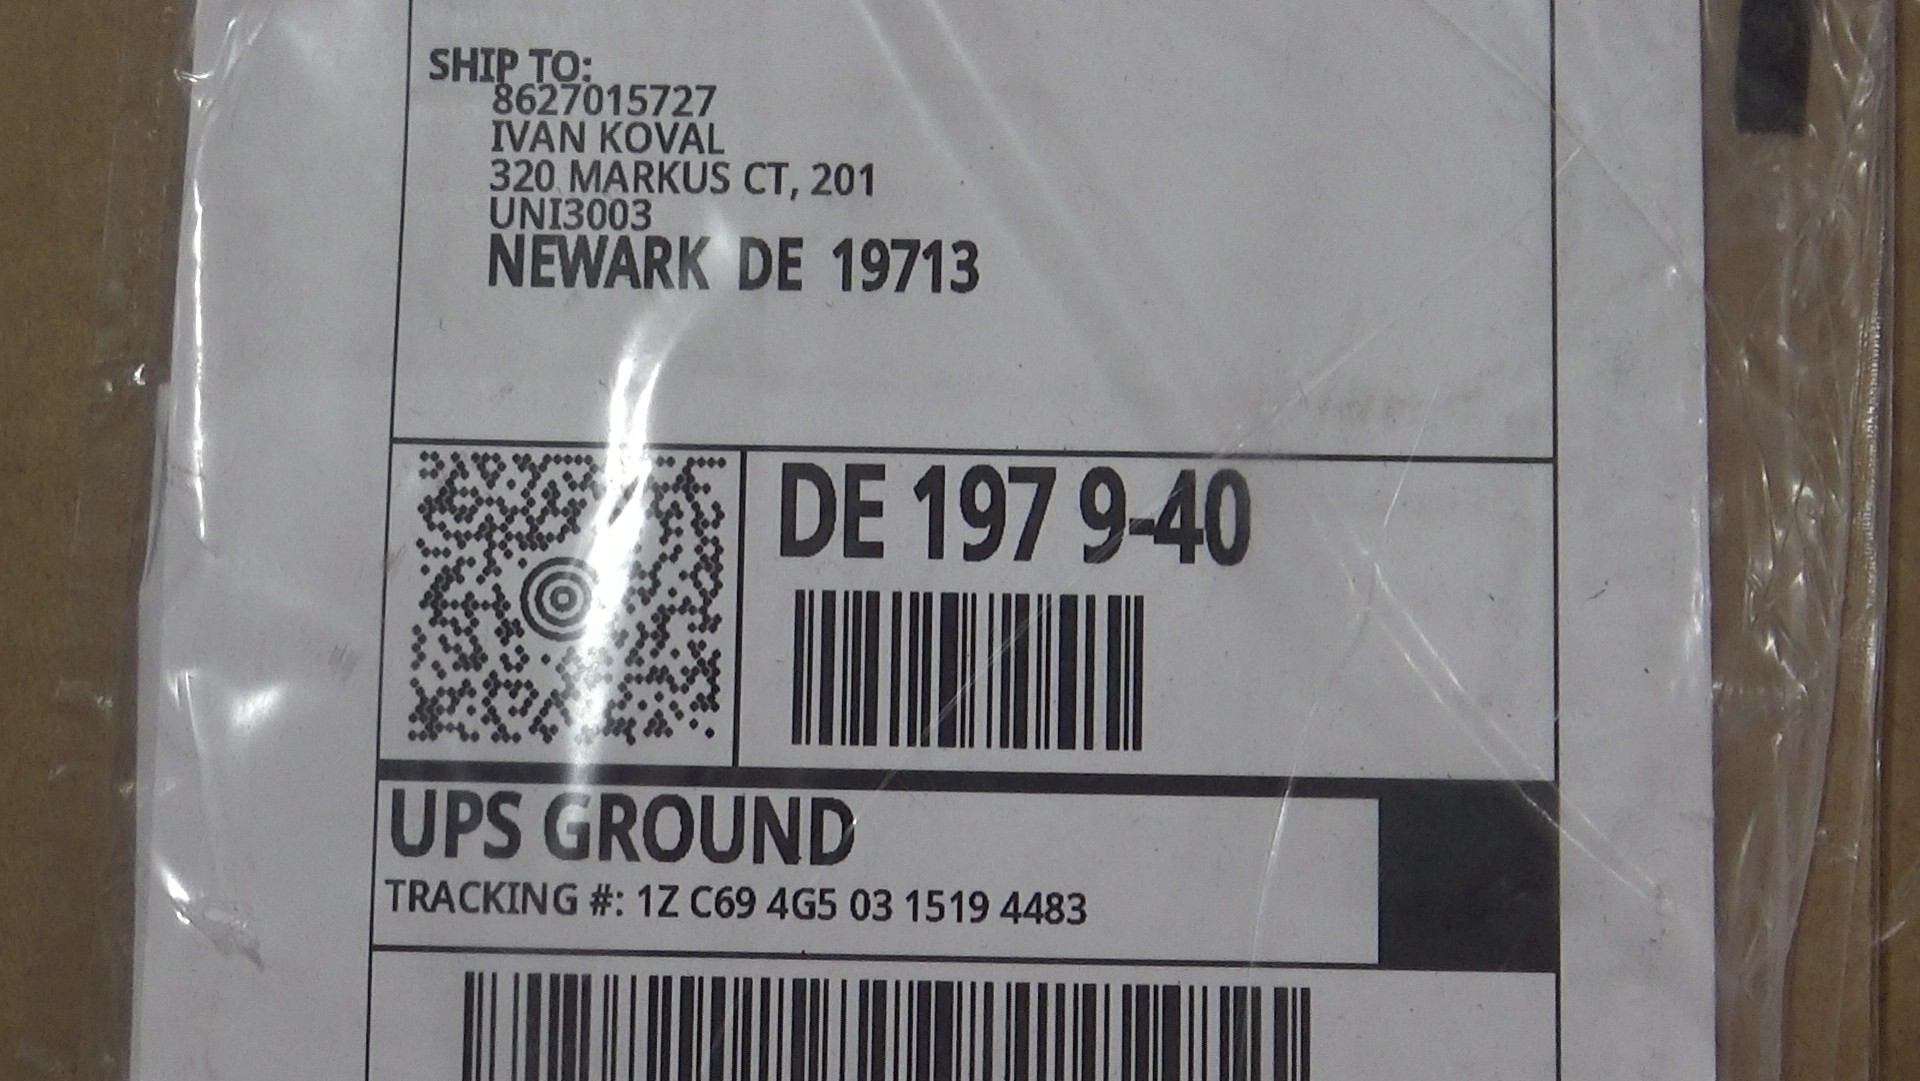 SHIP TO:
8627015727
IVAN KOVAL
320 MARKUS CT, 201
UNI3003
NEWARK DE 19713
DE 197 9-40
UPS GROUND
TRACKING #: 1Z C69 4G5 03 1519 4483